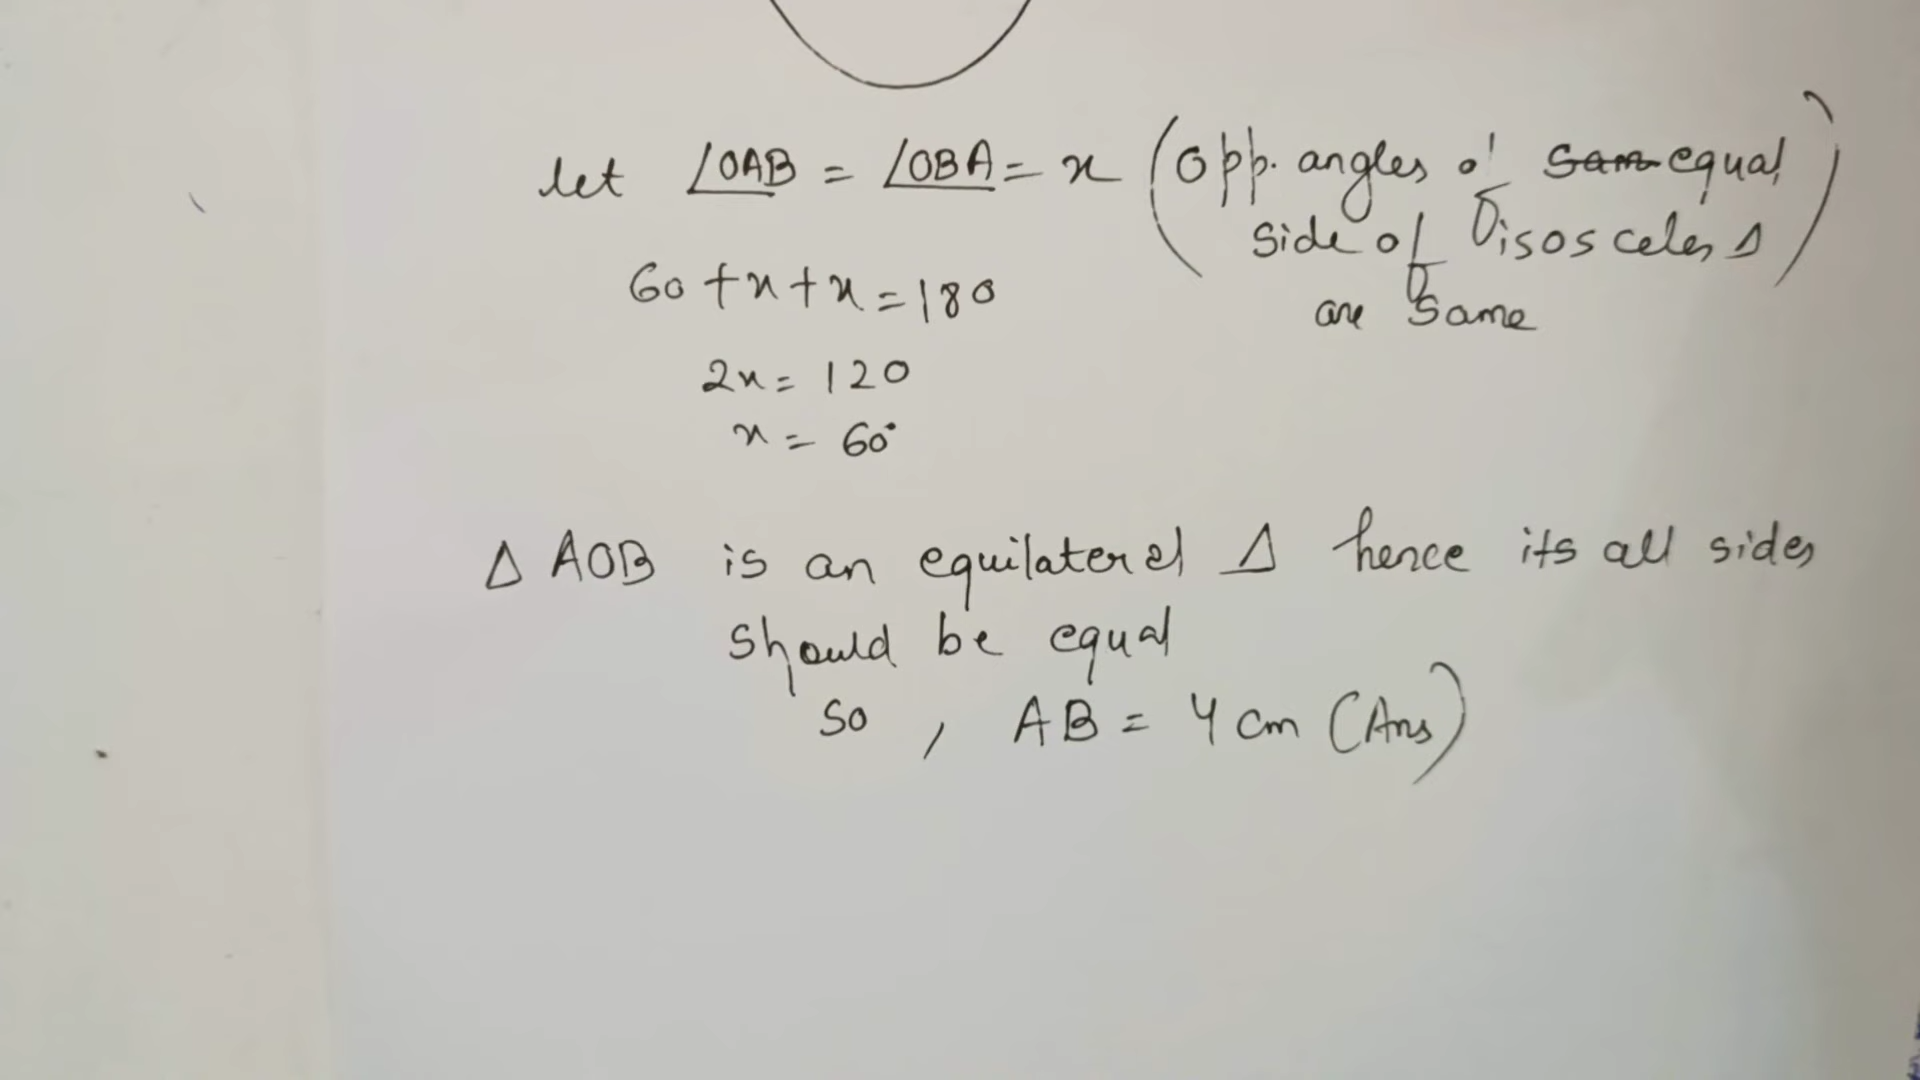 let ∠OAB = ∠OBA = x (opp. angles of equal
side of isosceles Δ
are same)
60 + x + x = 180
2x = 120
x = 60°
Δ AOB is an equilaterel Δ hence its all sides
should be equal
so , AB = 4 cm (Ans)